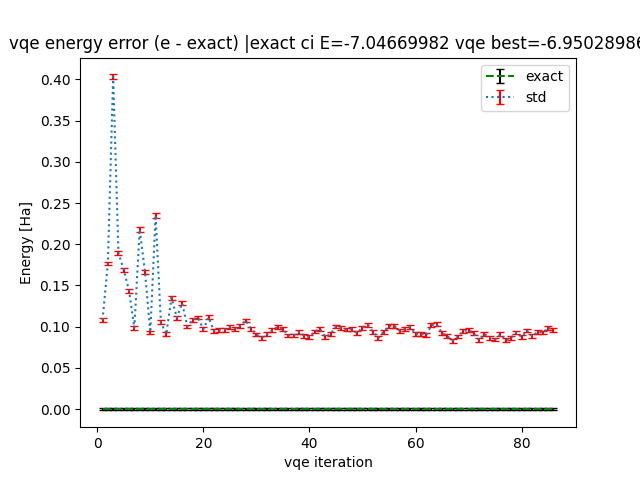 vqe energy error (e - exact) |exact ci E=-7.04669982 vqe best=-6.95028986
exact
std
0.40
0.35
0.30
0.25
0.20
0.15
0.10
0.05
0.00
Energy [Ha]
0 20 40 60 80
vqe iteration